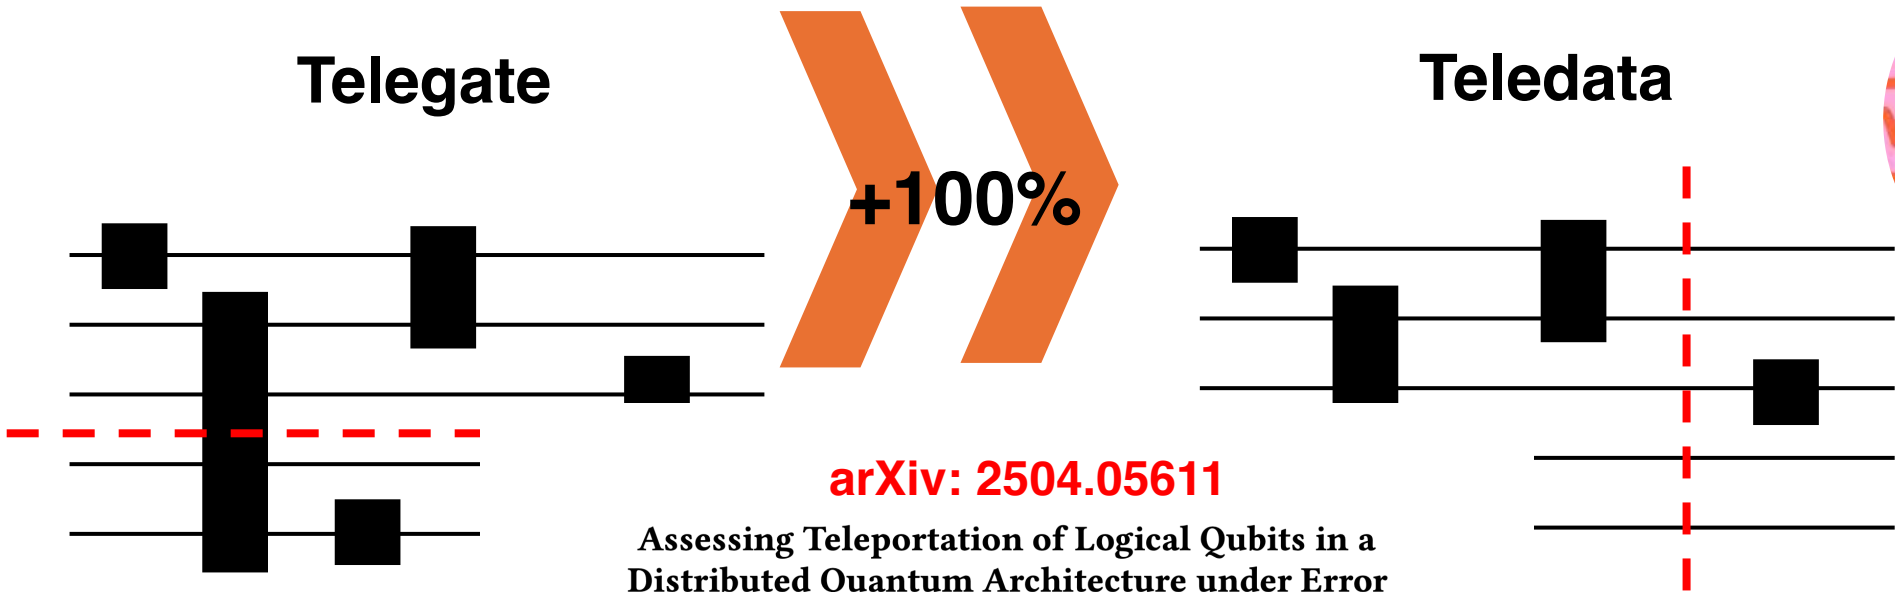 Telegate
+100%
Teledata
arXiv: 2504.05611
Assessing Teleportation of Logical Qubits in a
Distributed Quantum Architecture under Error